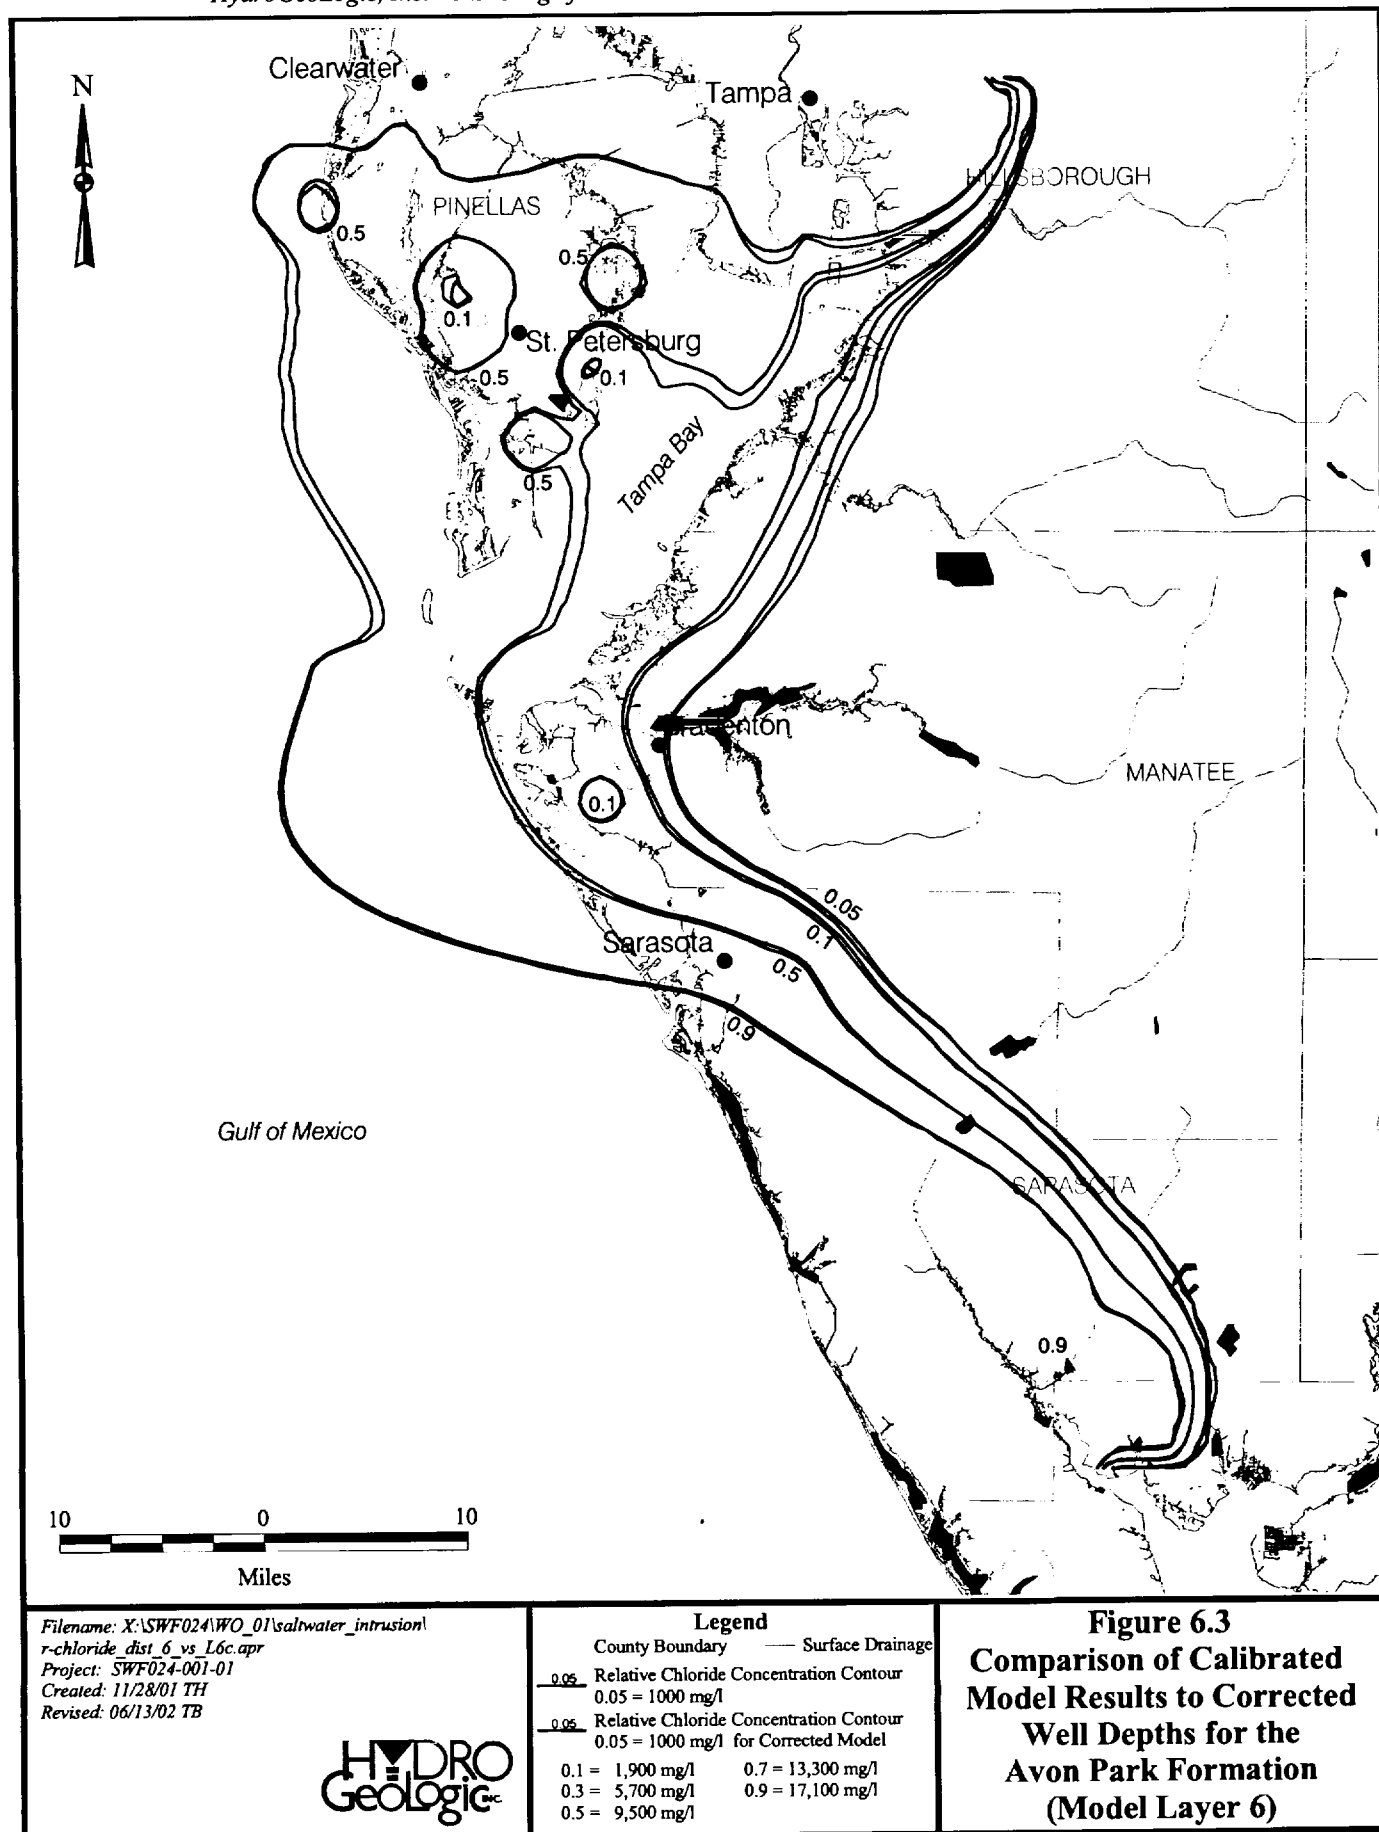 N
Clearwater
Tampa
HILLSBOROUGH
PINELLAS
0.5
0.5
0.1
0.1
St. Petersburg
0.5
0.5
Tampa Bay
Bradenton
MANATEE
0.1
0.05
0.1
Sarasota
0.5
0.9
Gulf of Mexico
SARASOTA
0.9
10 0 10
Miles
Filename: X:\SWF024\WO_01\saltwater_intrusion\
r-chloride_dist_6_vs_L6c.apr
Project: SWF024-001-01
Created: 11/28/01 TH
Revised: 06/13/02 TB
HYDRO
GeoLogic INC.
Legend
County Boundary Surface Drainage
0.05 Relative Chloride Concentration Contour
0.05 = 1000 mg/l
0.05 Relative Chloride Concentration Contour
0.05 = 1000 mg/l for Corrected Model
0.1 = 1,900 mg/l 0.7 = 13,300 mg/l
0.3 = 5,700 mg/l 0.9 = 17,100 mg/l
0.5 = 9,500 mg/l
Figure 6.3
Comparison of Calibrated
Model Results to Corrected
Well Depths for the
Avon Park Formation
(Model Layer 6)